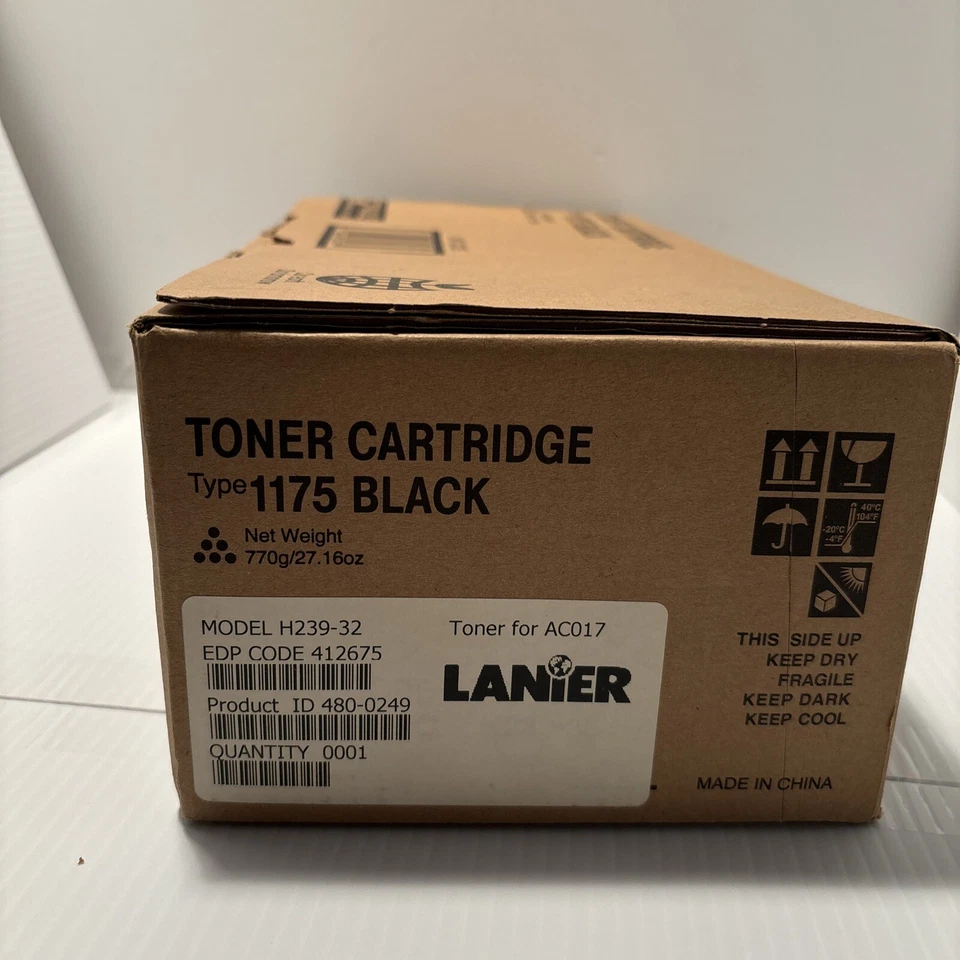 TONER CARTRIDGE
Type 1175 BLACK
Net Weight
770g/27.16oz
40°C
104°F
-20°C
-4°F
MODEL H239-32 Toner for AC017
EDP CODE 412675
LANIER
Product ID 480-0249
QUANTITY 0001
THIS SIDE UP
KEEP DRY
FRAGILE
KEEP DARK
KEEP COOL
MADE IN CHINA